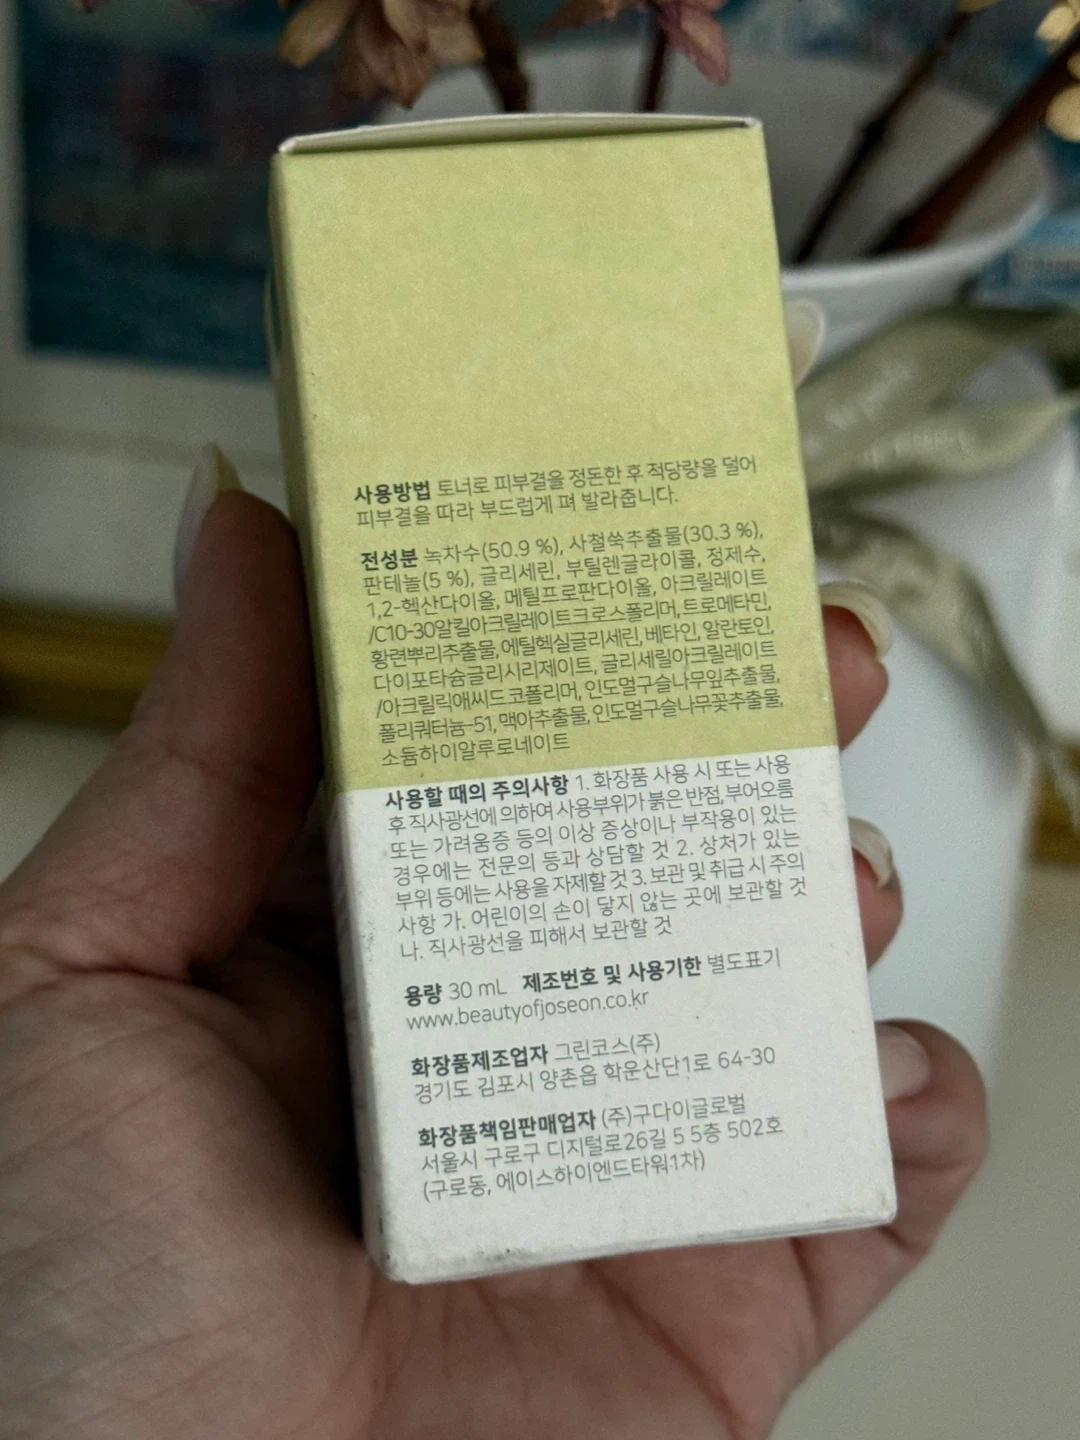 사용방법 토너로 피부결을 정돈한 후 적당량을 덜어
피부결을 따라 부드럽게 펴 발라줍니다.
전성분 녹차수(50.9 %), 사철쑥추출물(30.3 %),
판테놀(5 %), 글리세린, 부틸렌글라이콜, 정제수,
1,2-헥산다이올, 메틸프로판다이올, 아크릴레이트
/C10-30알킬아크릴레이트크로스폴리머, 트로메타민,
황련뿌리추출물, 에틸헥실글리세린, 베타인, 알란토인,
다이포타슘글리시리제이트, 글리세릴아크릴레이트
/아크릴릭애씨드코폴리머, 인도멀구슬나무잎추출물,
폴리쿼터늄-51, 맥아추출물, 인도멀구슬나무꽃추출물,
소듐하이알루로네이트
사용할 때의 주의사항 1. 화장품 사용 시 또는 사용
후 직사광선에 의하여 사용부위가 붉은 반점, 부어오름
또는 가려움증 등의 이상 증상이나 부작용이 있는
경우에는 전문의 등과 상담할 것 2. 상처가 있는
부위 등에는 사용을 자제할 것 3. 보관 및 취급 시 주의
사항 가. 어린이의 손이 닿지 않는 곳에 보관할 것
나. 직사광선을 피해서 보관할 것
용량 30 mL 제조번호 및 사용기한 별도표기
www.beautyofjoseon.co.kr
화장품제조업자 그린코스(주)
경기도 김포시 양촌읍 학운산단1로 64-30
화장품책임판매업자 (주)구다이글로벌
서울시 구로구 디지털로26길 5 5층 502호
(구로동, 에이스하이엔드타워1차)